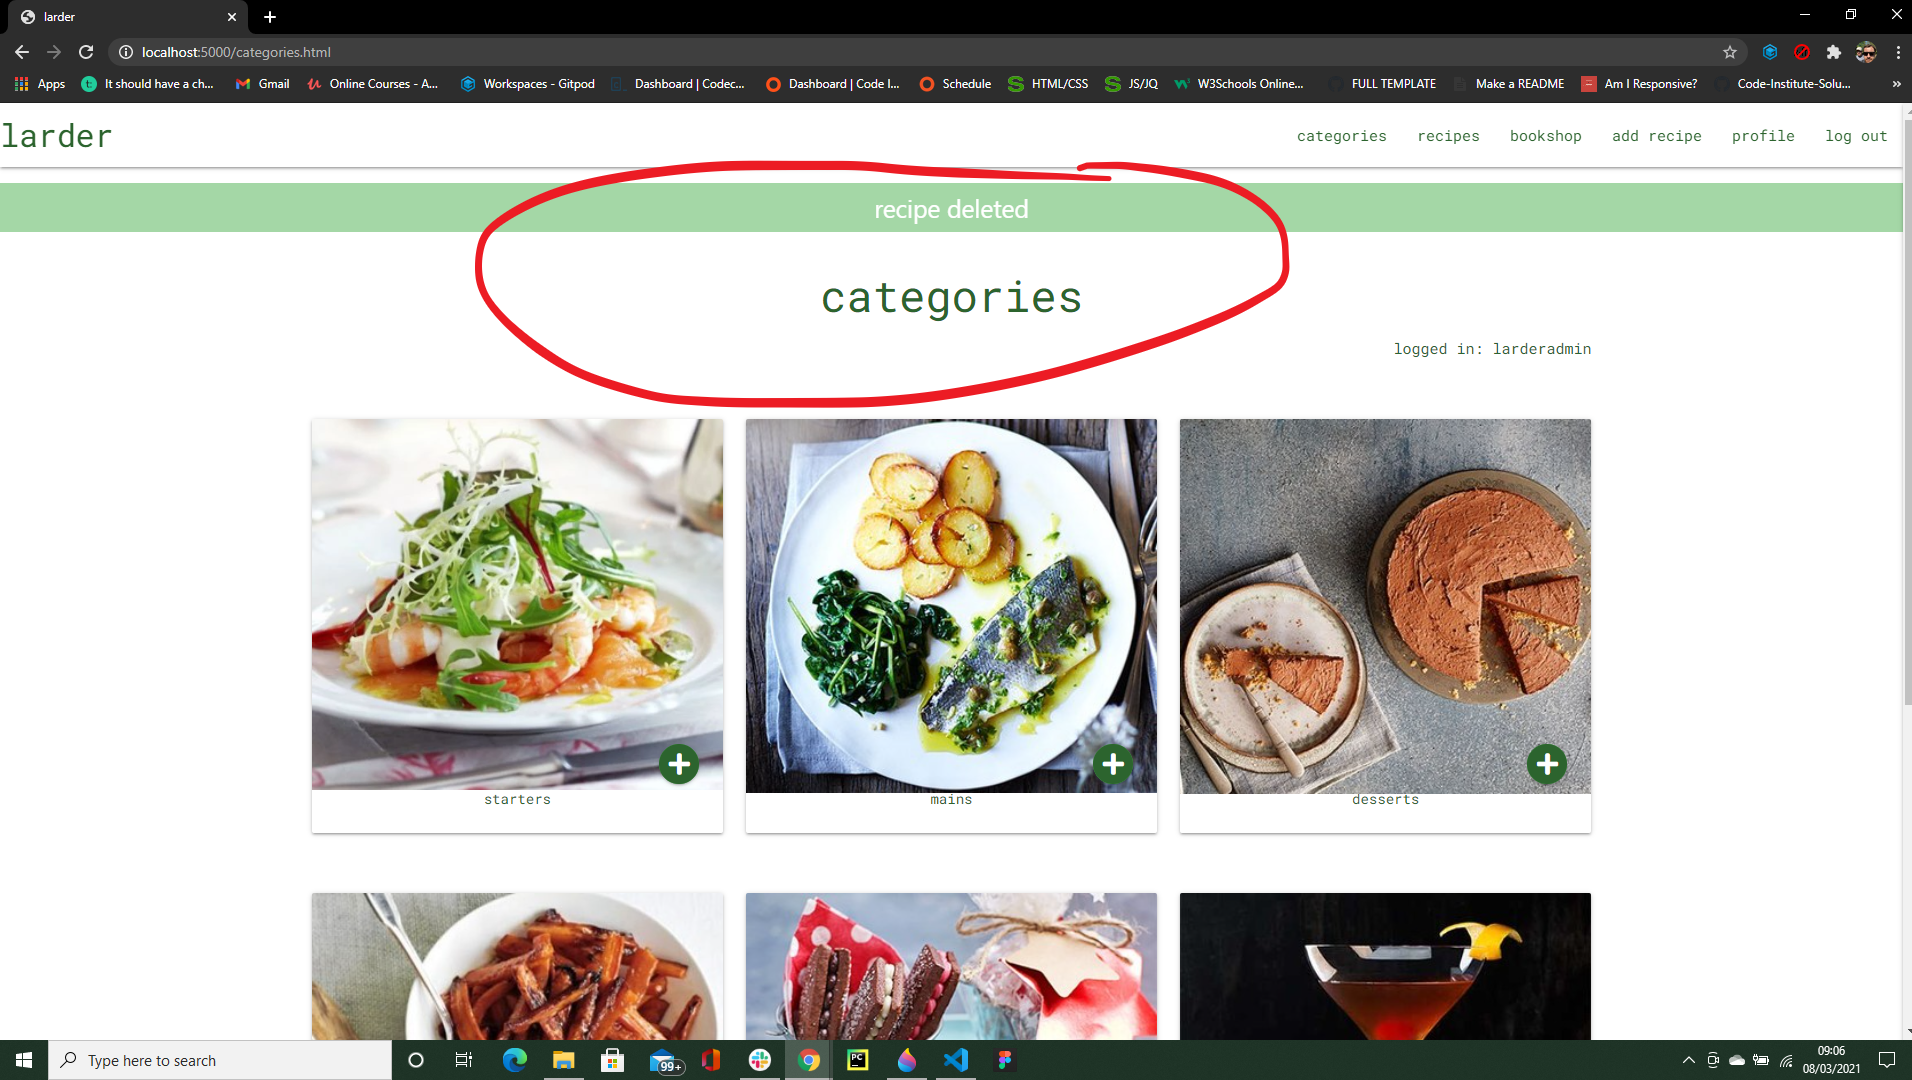 larder
localhost:5000/categories.html
Apps It should have a ch... Gmail Online Courses - A... Workspaces - Gitpod Dashboard | Codec... Dashboard | Code I... Schedule HTML/CSS JS/JQ W3Schools Online... FULL TEMPLATE Make a README Am I Responsive? Code-Institute-Solu... »
larder categories recipes bookshop add recipe profile log out
recipe deleted
categories
logged in: larderadmin
starters mains desserts
Type here to search 99+ PC 09:06
08/03/2021